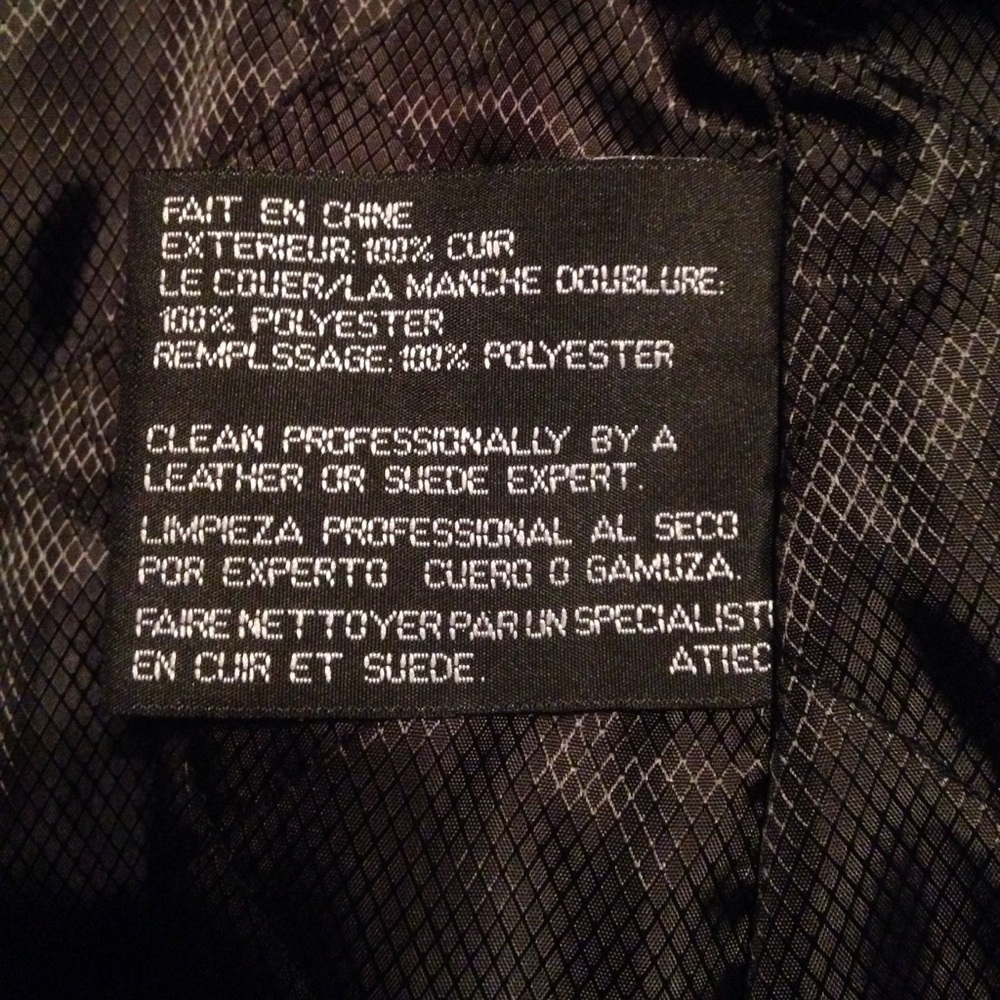 FAIT EN CHINE
EXTERIEUR: 100% CUIR
LE COUER/LA MANCHE DOUBLURE:
100% POLYESTER
REMPLSSAGE: 100% POLYESTER
CLEAN PROFESSIONALLY BY A
LEATHER OR SUEDE EXPERT.
LIMPIEZA PROFESSIONAL AL SECO
POR EXPERTO CUERO O GAMUZA.
FAIRE NETTOYER PAR UN SPECIALIST
EN CUIR ET SUEDE. ATIEC